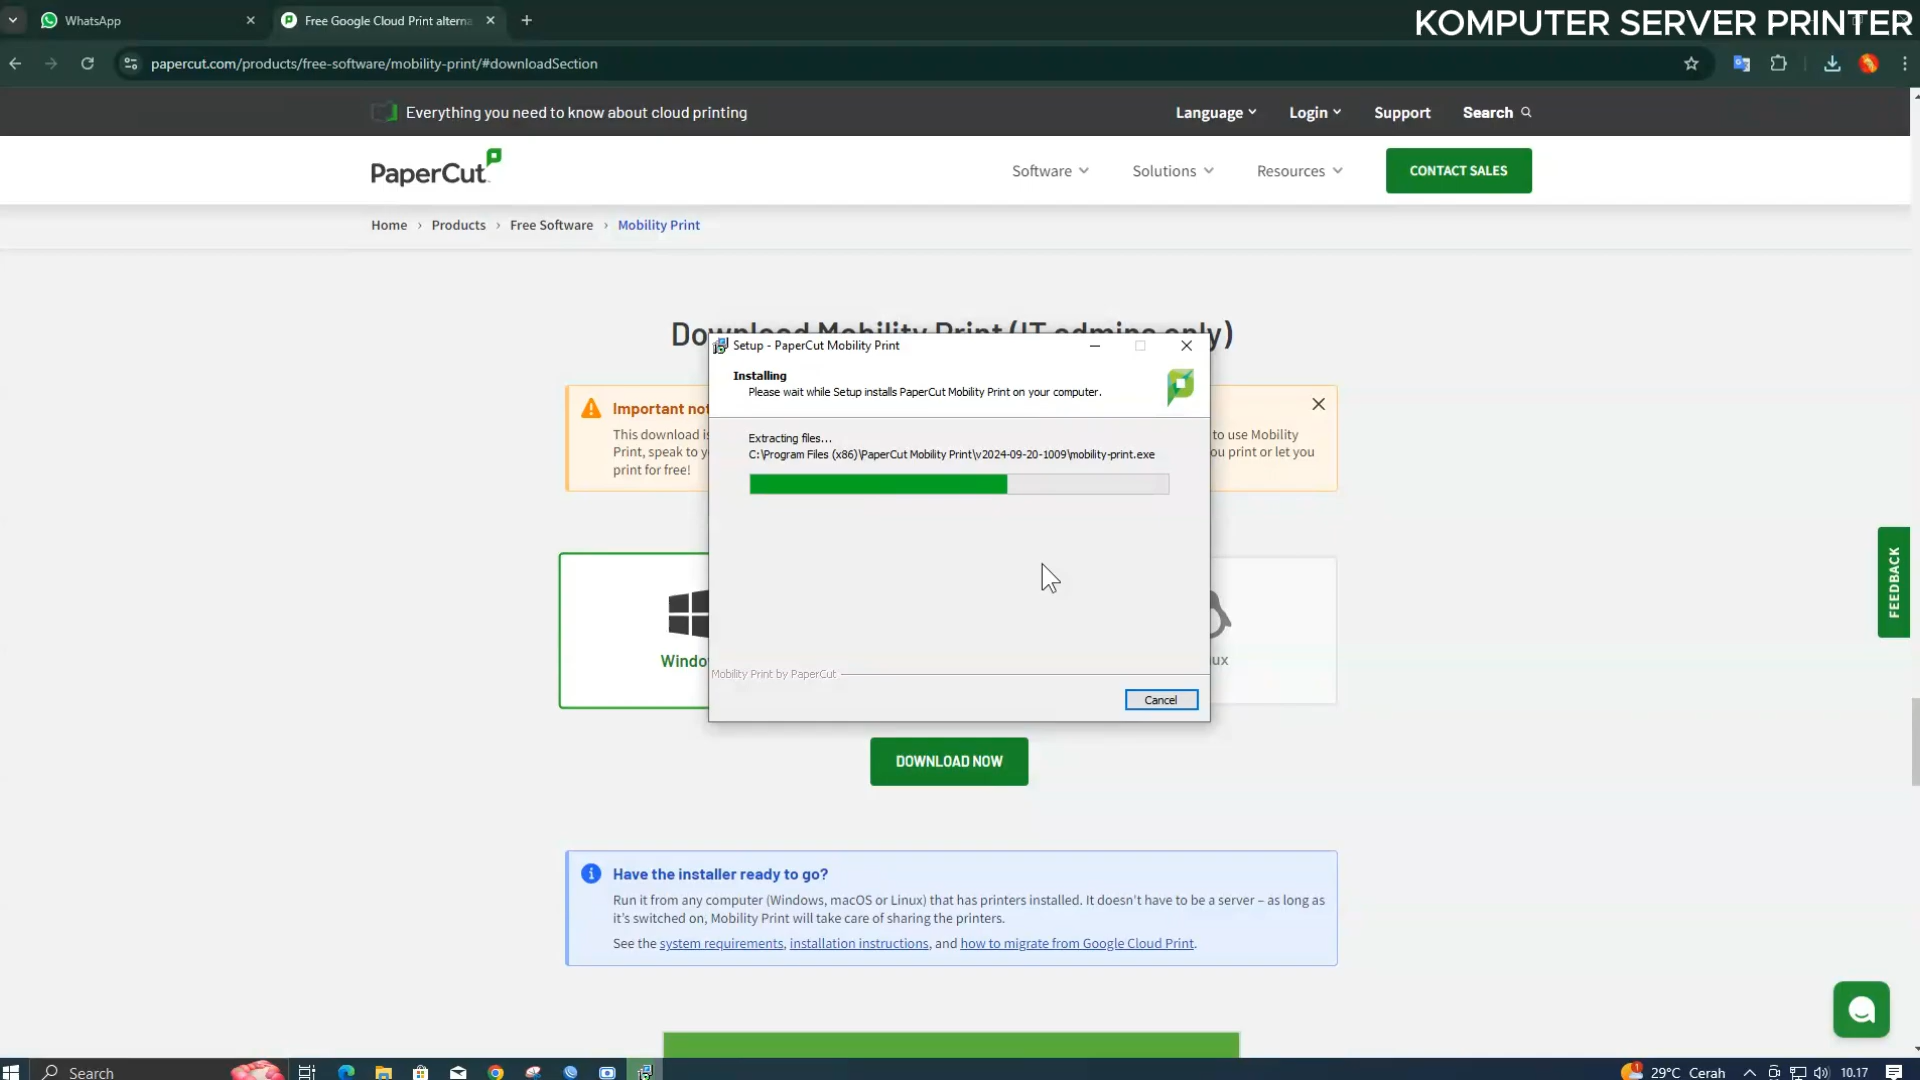 WhatsApp
Free Google Cloud Print alterna
KOMPUTER SERVER PRINTER
papercut.com/products/free-software/mobility-print/#downloadSection
Everything you need to know about cloud printing
Language
Login
Support
Search
PaperCut
Software
Solutions
Resources
CONTACT SALES
Home › Products › Free Software › Mobility Print
Download Mobility Print (IT admins only)
Setup - PaperCut Mobility Print
Installing
Please wait while Setup installs PaperCut Mobility Print on your computer.
Important not
This download is
to use Mobility
Print, speak to y
ou print or let you
print for free!
Extracting files...
C:\Program Files (x86)\PaperCut Mobility Print\v2024-09-20-1009\mobility-print.exe
FEEDBACK
Windo
ux
Mobility Print by PaperCut
Cancel
DOWNLOAD NOW
Have the installer ready to go?
Run it from any computer (Windows, macOS or Linux) that has printers installed. It doesn't have to be a server – as long as
it's switched on, Mobility Print will take care of sharing the printers.
See the system requirements, installation instructions, and how to migrate from Google Cloud Print.
Search
29°C Cerah
10.17